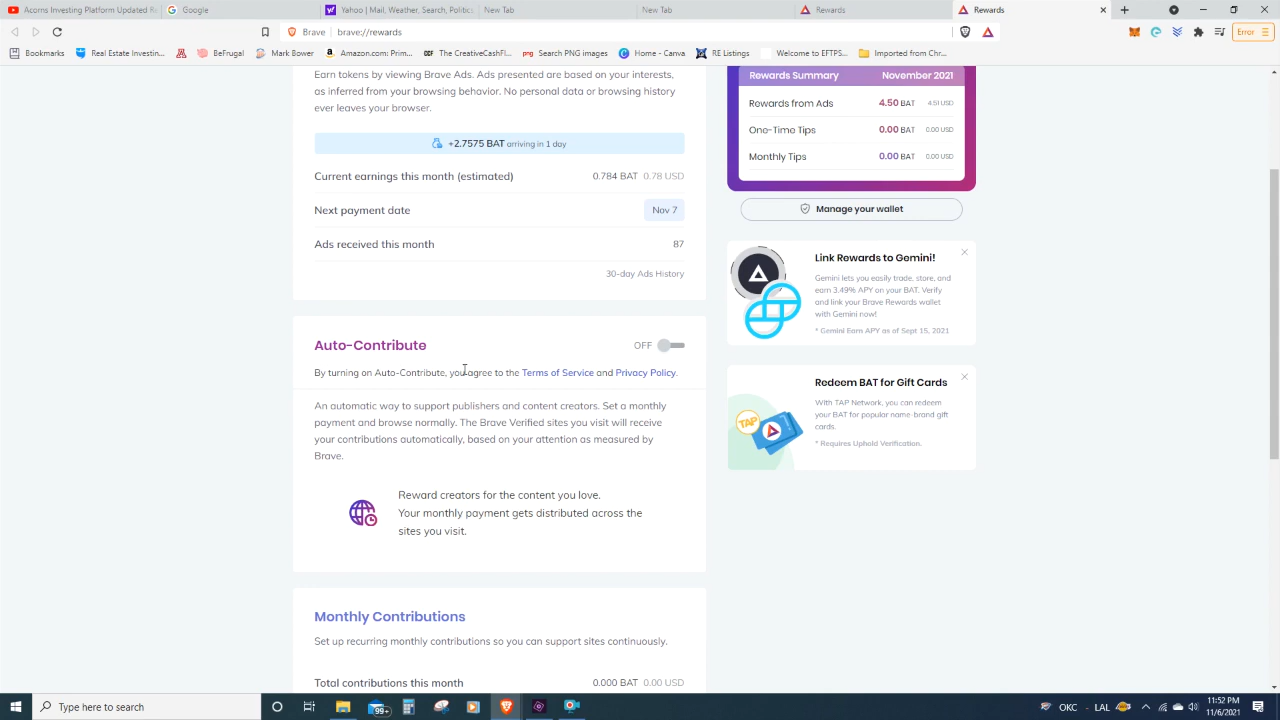 Acorns Investing Platform Updated Re
Google
Yahoo | Mail, Weather, Search, Politic
New Tab
New Tab
Rewards
Rewards
Brave | brave://rewards
Error
Bookmarks
Real Estate Investin...
BeFrugal
Mark Bower
Amazon.com: Prim...
The CreativeCashFl...
Search PNG images
Home - Canva
RE Listings
Welcome to EFTPS...
Imported from Chr...
Earn tokens by viewing Brave Ads. Ads presented are based on your interests,
as inferred from your browsing behavior. No personal data or browsing history
ever leaves your browser.
+2.7575 BAT arriving in 1 day
Current earnings this month (estimated) 0.784 BAT 0.78 USD
Next payment date Nov 7
Ads received this month 87
30-day Ads History
Auto-Contribute OFF
By turning on Auto-Contribute, you agree to the Terms of Service and Privacy Policy.
An automatic way to support publishers and content creators. Set a monthly
payment and browse normally. The Brave Verified sites you visit will receive
your contributions automatically, based on your attention as measured by
Brave.
Reward creators for the content you love.
Your monthly payment gets distributed across the
sites you visit.
Monthly Contributions
Set up recurring monthly contributions so you can support sites continuously.
Total contributions this month 0.000 BAT 0.00 USD
Rewards Summary November 2021
Rewards from Ads 4.50 BAT 4.51 USD
One-Time Tips 0.00 BAT 0.00 USD
Monthly Tips 0.00 BAT 0.00 USD
Manage your wallet
Link Rewards to Gemini!
Gemini lets you easily trade, store, and
earn 3.49% APY on your BAT. Verify
and link your Brave Rewards wallet
with Gemini now!
* Gemini Earn APY as of Sept 15, 2021
Redeem BAT for Gift Cards
With TAP Network, you can redeem
your BAT for popular name-brand gift
cards.
* Requires Uphold Verification.
TAP
Type here to search
99+
OKC - LAL
11:52 PM
11/6/2021